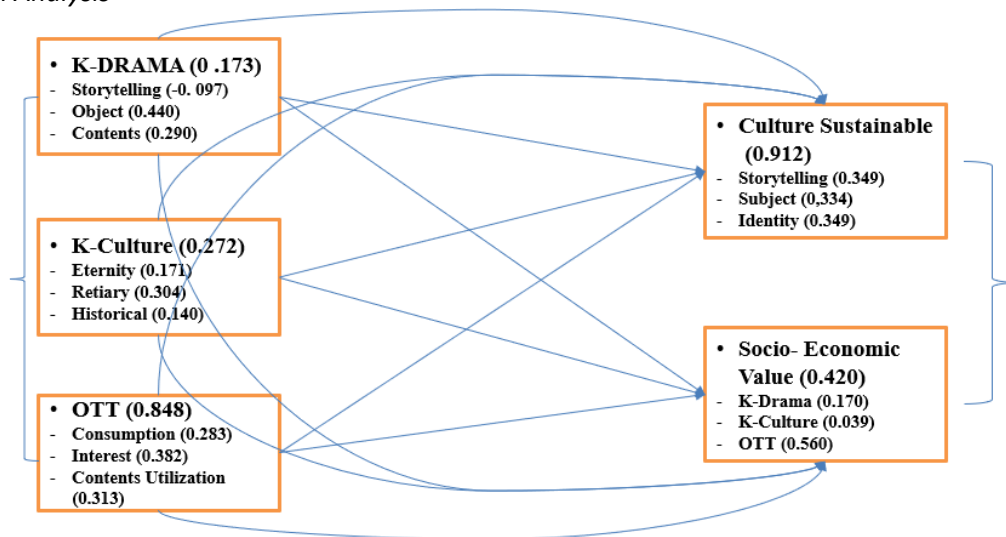 • K-DRAMA (0 .173)
- Storytelling (-0. 097)
- Object (0.440)
- Contents (0.290)
• K-Culture (0.272)
- Eternity (0.171)
- Retiary (0.304)
- Historical (0.140)
• OTT (0.848)
- Consumption (0.283)
- Interest (0.382)
- Contents Utilization
(0.313)
• Culture Sustainable
(0.912)
- Storytelling (0.349)
- Subject (0,334)
- Identity (0.349)
• Socio- Economic
Value (0.420)
- K-Drama (0.170)
- K-Culture (0.039)
- OTT (0.560)